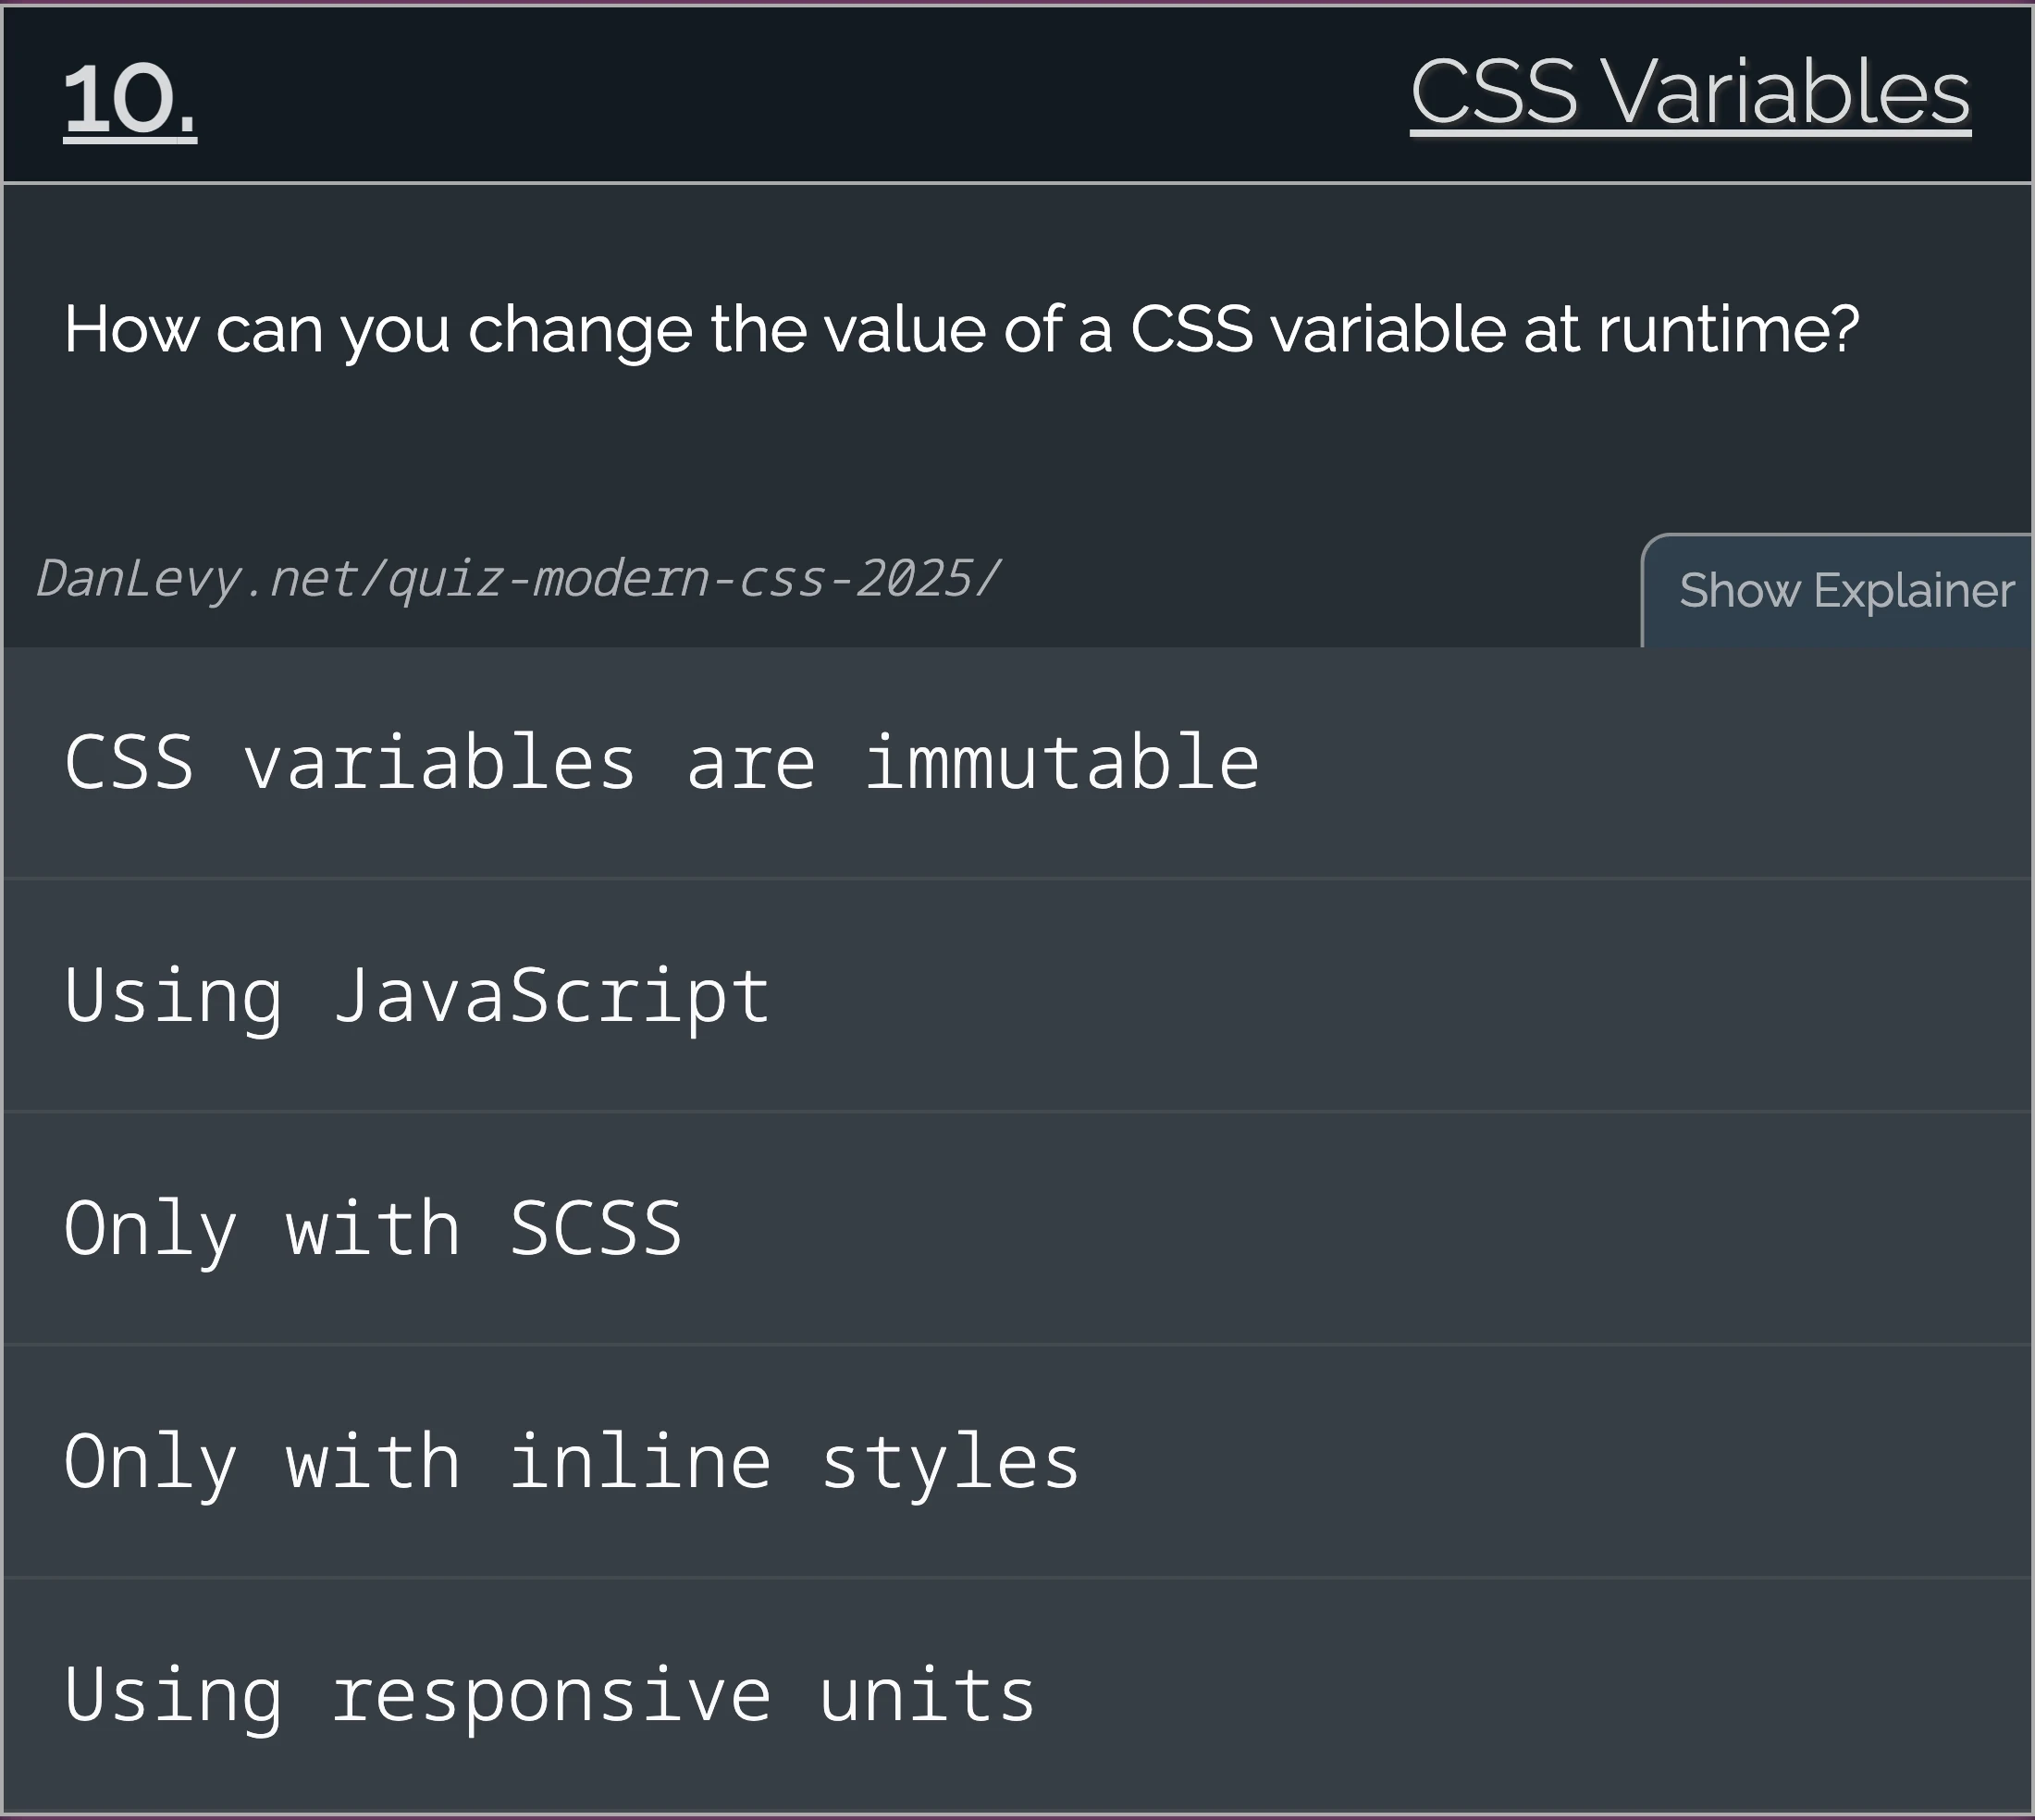 10.
CSS Variables
How can you change the value of a CSS variable at runtime?
DanLevy.net/quiz-modern-css-2025/
Show Explainer
CSS variables are immutable
Using JavaScript
Only with SCSS
Only with inline styles
Using responsive units